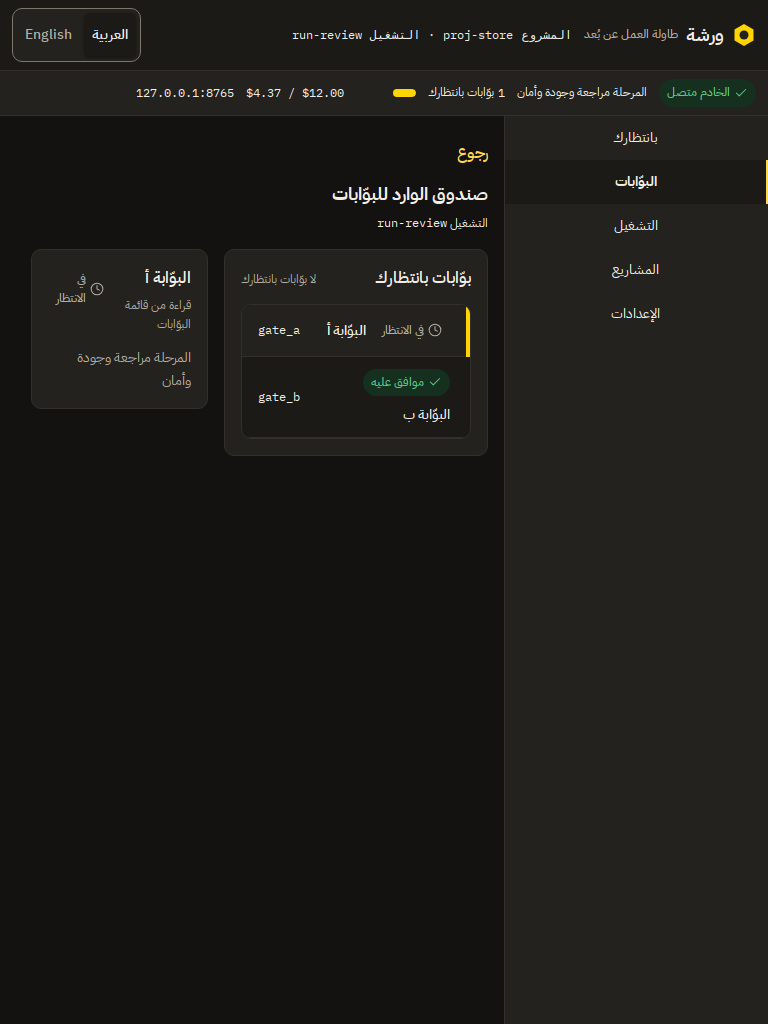 ورشة طاولة العمل عن بُعد المشروع proj-store · التشغيل run-review
العربية English
الخادم متصل المرحلة مراجعة وجودة وأمان 1 بوّابات بانتظارك $4.37 / $12.00 127.0.0.1:8765
بانتظارك
البوّابات
التشغيل
المشاريع
الإعدادات
رجوع
صندوق الوارد للبوّابات
التشغيل run-review
بوّابات بانتظارك لا بوّابات بانتظارك
في الانتظار البوّابة أ gate_a
موافق عليه
البوّابة ب
gate_b
البوّابة أ
في
الانتظار
قراءة من قائمة
البوّابات
المرحلة مراجعة وجودة
وأمان